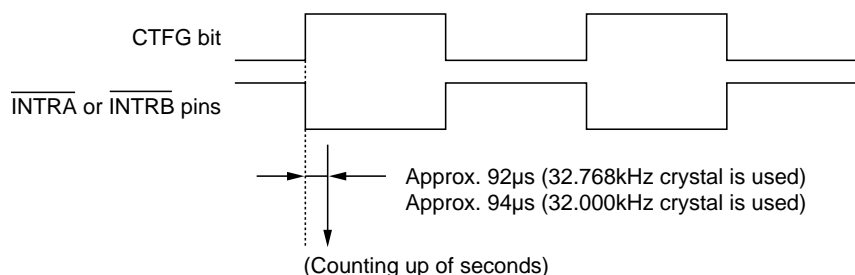 CTFG bit
INTRA or INTRB pins
Approx. 92µs (32.768kHz crystal is used)
Approx. 94µs (32.000kHz crystal is used)
(Counting up of seconds)